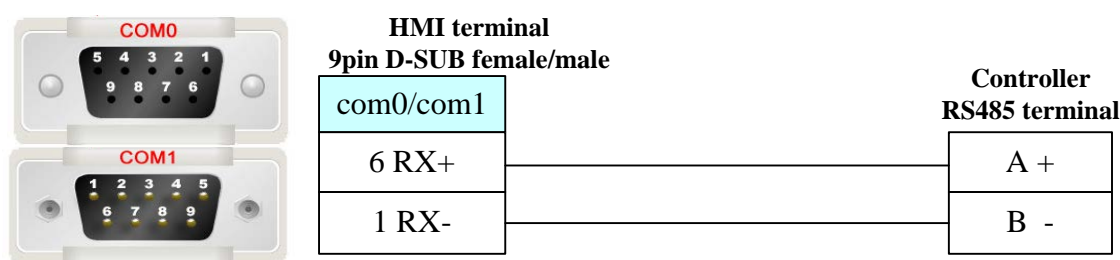 COM0
5 4 3 2 1
9 8 7 6
COM1
1 2 3 4 5
6 7 8 9
HMI terminal
9pin D-SUB female/male
com0/com1
6 RX+
1 RX-
Controller
RS485 terminal
A +
B -